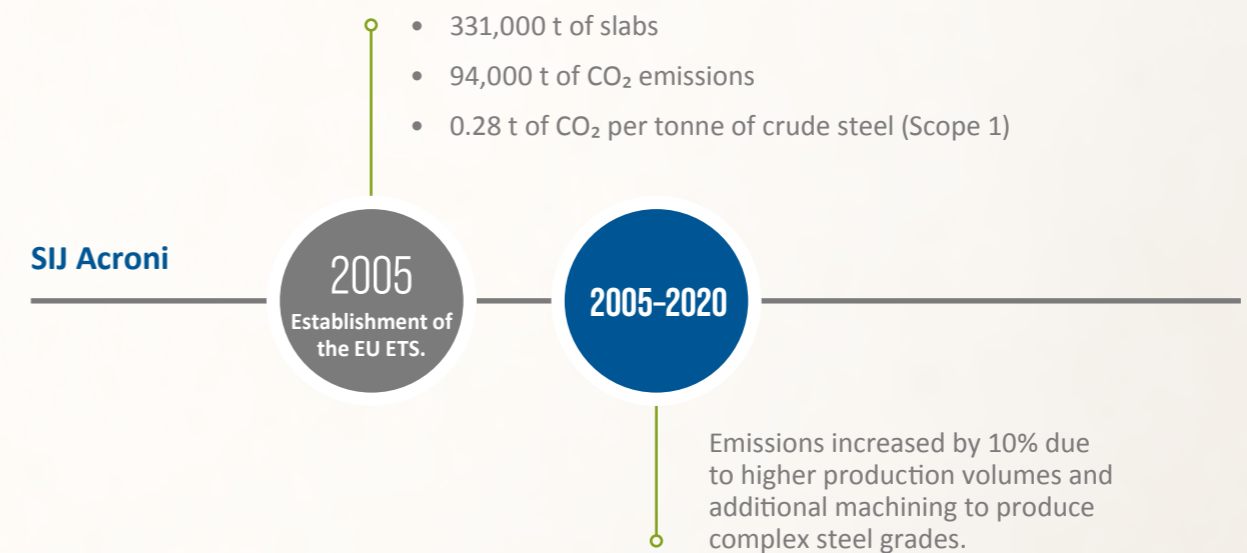 • 331,000 t of slabs
• 94,000 t of CO₂ emissions
• 0.28 t of CO₂ per tonne of crude steel (Scope 1)
SIJ Acroni
2005
Establishment of
the EU ETS.
2005–2020
Emissions increased by 10% due
to higher production volumes and
additional machining to produce
complex steel grades.